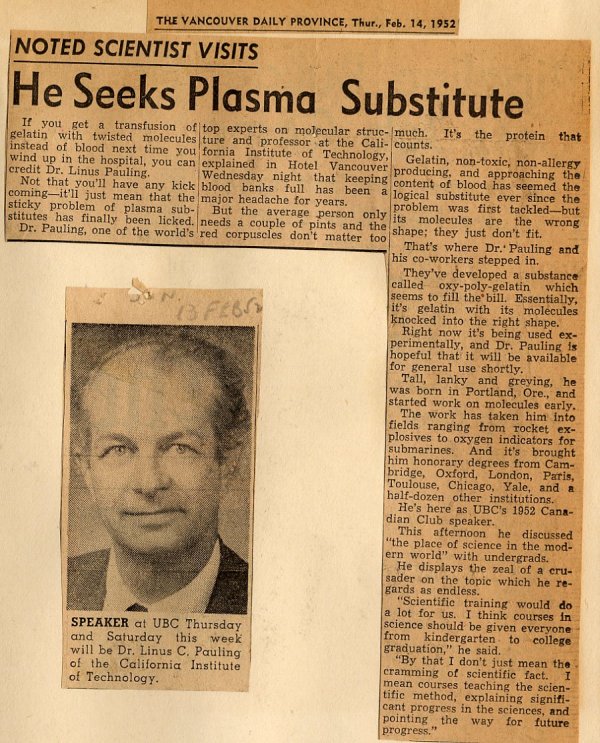 THE VANCOUVER DAILY PROVINCE, Thur., Feb. 14, 1952
NOTED SCIENTIST VISITS
He Seeks Plasma Substitute
If you get a transfusion of
gelatin with twisted molecules
instead of blood next time you
wind up in the hospital, you can
credit Dr. Linus Pauling.
Not that you'll have any kick
coming—it'll just mean that the
sticky problem of plasma sub-
stitutes has finally been licked.
Dr. Pauling, one of the world's
top experts on molecular struc-
ture and professor at the Cali-
fornia Institute of Technology,
explained in Hotel Vancouver
Wednesday night that keeping
blood banks full has been a
major headache for years.
But the average person only
needs a couple of pints and the
red corpuscles don't matter too
much. It's the protein that
counts.
Gelatin, non-toxic, non-allergy
producing, and approaching the
content of blood has seemed the
logical substitute ever since the
problem was first tackled—but
its molecules are the wrong
shape; they just don't fit.
That's where Dr. Pauling and
his co-workers stepped in.
They've developed a substance
called oxy-poly-gelatin which
seems to fill the bill. Essentially,
it's gelatin with its molecules
knocked into the right shape.
Right now it's being used ex-
perimentally, and Dr. Pauling is
hopeful that it will be available
for general use shortly.
Tall, lanky and greying, he
was born in Portland, Ore., and
started work on molecules early.
The work has taken him into
fields ranging from rocket ex-
plosives to oxygen indicators for
submarines. And it's brought
him honorary degrees from Cam-
bridge, Oxford, London, Paris,
Toulouse, Chicago, Yale, and a
half-dozen other institutions.
He's here as UBC's 1952 Cana-
dian Club speaker.
This afternoon he discussed
"the place of science in the mod-
ern world" with undergrads.
He displays the zeal of a cru-
sader on the topic which he re-
gards as endless.
"Scientific training would do
a lot for us. I think courses in
science should be given everyone
from kindergarten to college
graduation," he said.
"By that I don't just mean the
cramming of scientific fact. I
mean courses teaching the scien-
tific method, explaining signifi-
cant progress in the sciences, and
pointing the way for future
progress."
13 FEB 52
SPEAKER at UBC Thursday
and Saturday this week
will be Dr. Linus C. Pauling
of the California Institute
of Technology.